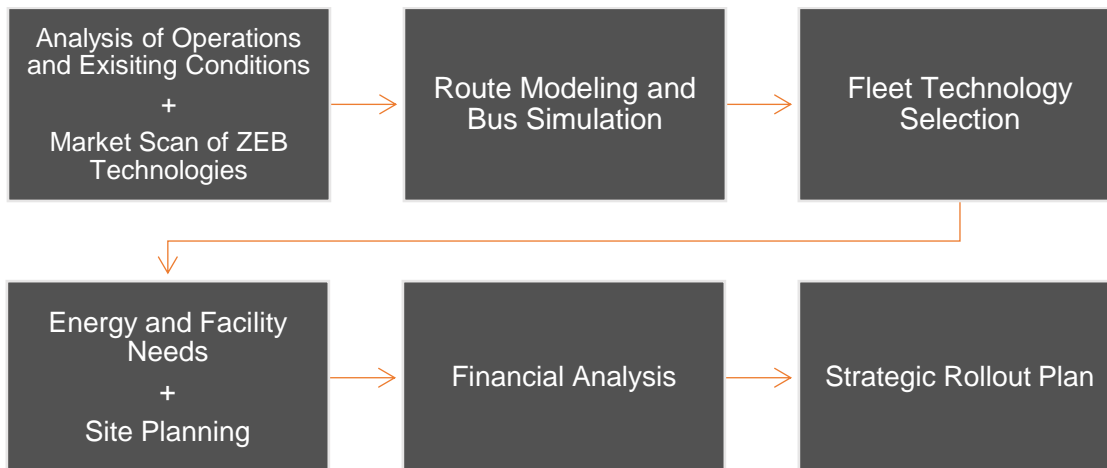 Analysis of Operations
and Exisiting Conditions
+
Market Scan of ZEB
Technologies
Route Modeling and
Bus Simulation
Fleet Technology
Selection
Energy and Facility
Needs
+
Site Planning
Financial Analysis
Strategic Rollout Plan